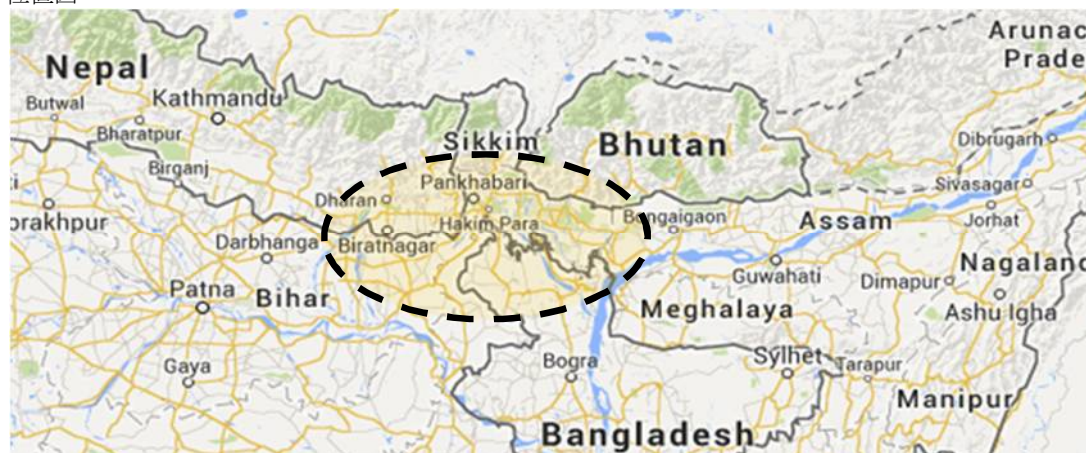 Arunac
Prade
Nepal
Butwal
Kathmandu
Bharatpur
Sikkim
Bhutan
Dibrugarh
Birganj
Pankhabari
Sivasagar
Dharan
orakhpur
Hakim Para
Bongaigaon
Assam
Jorhat
Darbhanga
Biratnagar
Guwahati
Dimapur
Nagaland
Patna
Bihar
Meghalaya
Ashu Igha
Gaya
Bogra
Sylhet
Tarapur
Manipur
Bangladesh